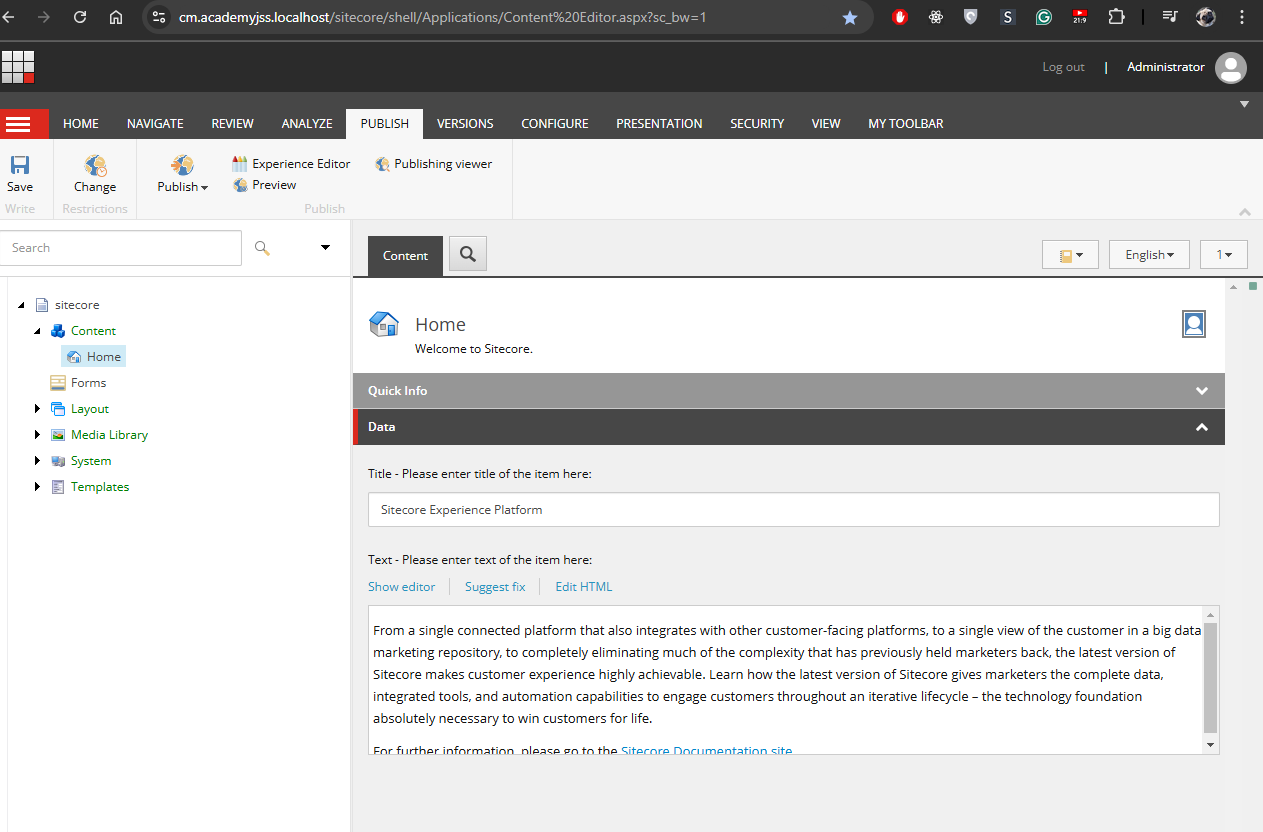 cm.academyjss.localhost/sitecore/shell/Applications/Content%20Editor.aspx?sc_bw=1
S
21:9
Log out | Administrator
HOME NAVIGATE REVIEW ANALYZE PUBLISH VERSIONS CONFIGURE PRESENTATION SECURITY VIEW MY TOOLBAR
Experience Editor Publishing viewer
Save Change Publish Preview
Write Restrictions Publish
Search
Content English 1
sitecore
Content
Home
Forms
Layout
Media Library
System
Templates
Home
Welcome to Sitecore.
Quick Info
Data
Title - Please enter title of the item here:
Sitecore Experience Platform
Text - Please enter text of the item here:
Show editor Suggest fix Edit HTML
From a single connected platform that also integrates with other customer-facing platforms, to a single view of the customer in a big data
marketing repository, to completely eliminating much of the complexity that has previously held marketers back, the latest version of
Sitecore makes customer experience highly achievable. Learn how the latest version of Sitecore gives marketers the complete data,
integrated tools, and automation capabilities to engage customers throughout an iterative lifecycle – the technology foundation
absolutely necessary to win customers for life.
For further information, please go to the Sitecore Documentation site